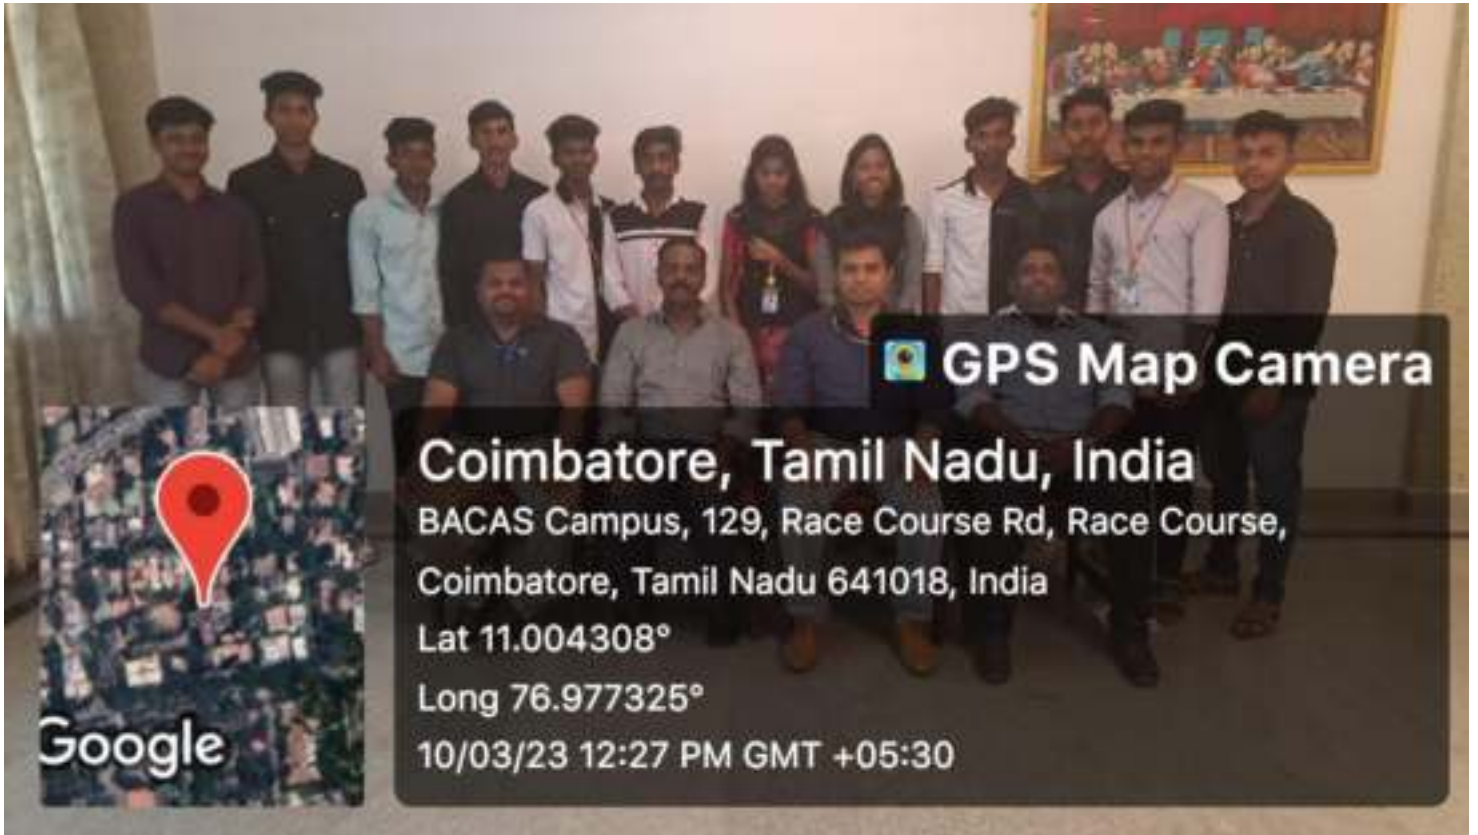 GPS Map Camera
Coimbatore, Tamil Nadu, India
BACAS Campus, 129, Race Course Rd, Race Course,
Coimbatore, Tamil Nadu 641018, India
Lat 11.004308°
Long 76.977325°
10/03/23 12:27 PM GMT +05:30
Google